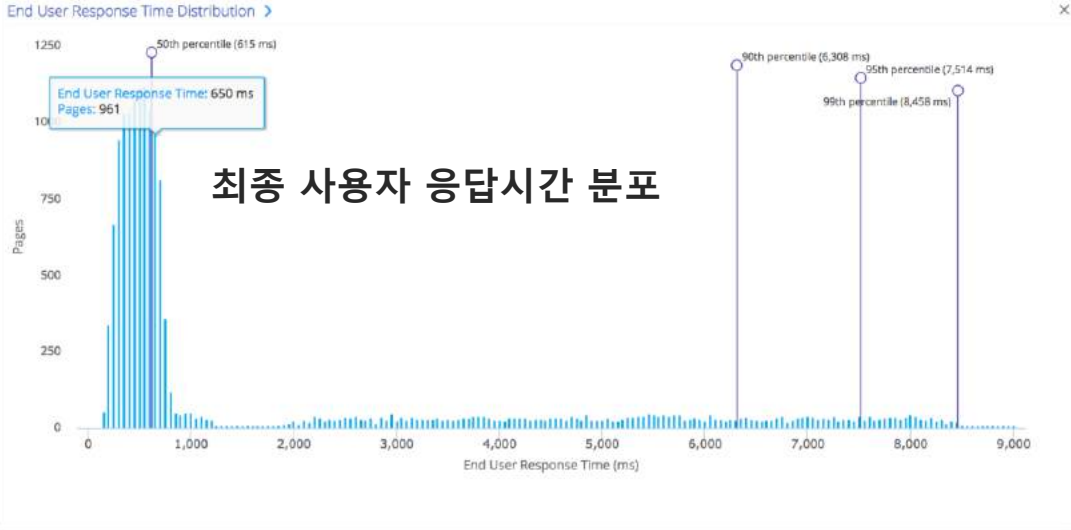 End User Response Time Distribution >
×
1250
50th percentile (615 ms)
90th percentile (6,308 ms)
95th percentile (7,514 ms)
99th percentile (8,458 ms)
End User Response Time: 650 ms
Pages: 961
최종 사용자 응답시간 분포
750
Pages
500
250
0
0 1,000 2,000 3,000 4,000 5,000 6,000 7,000 8,000 9,000
End User Response Time (ms)